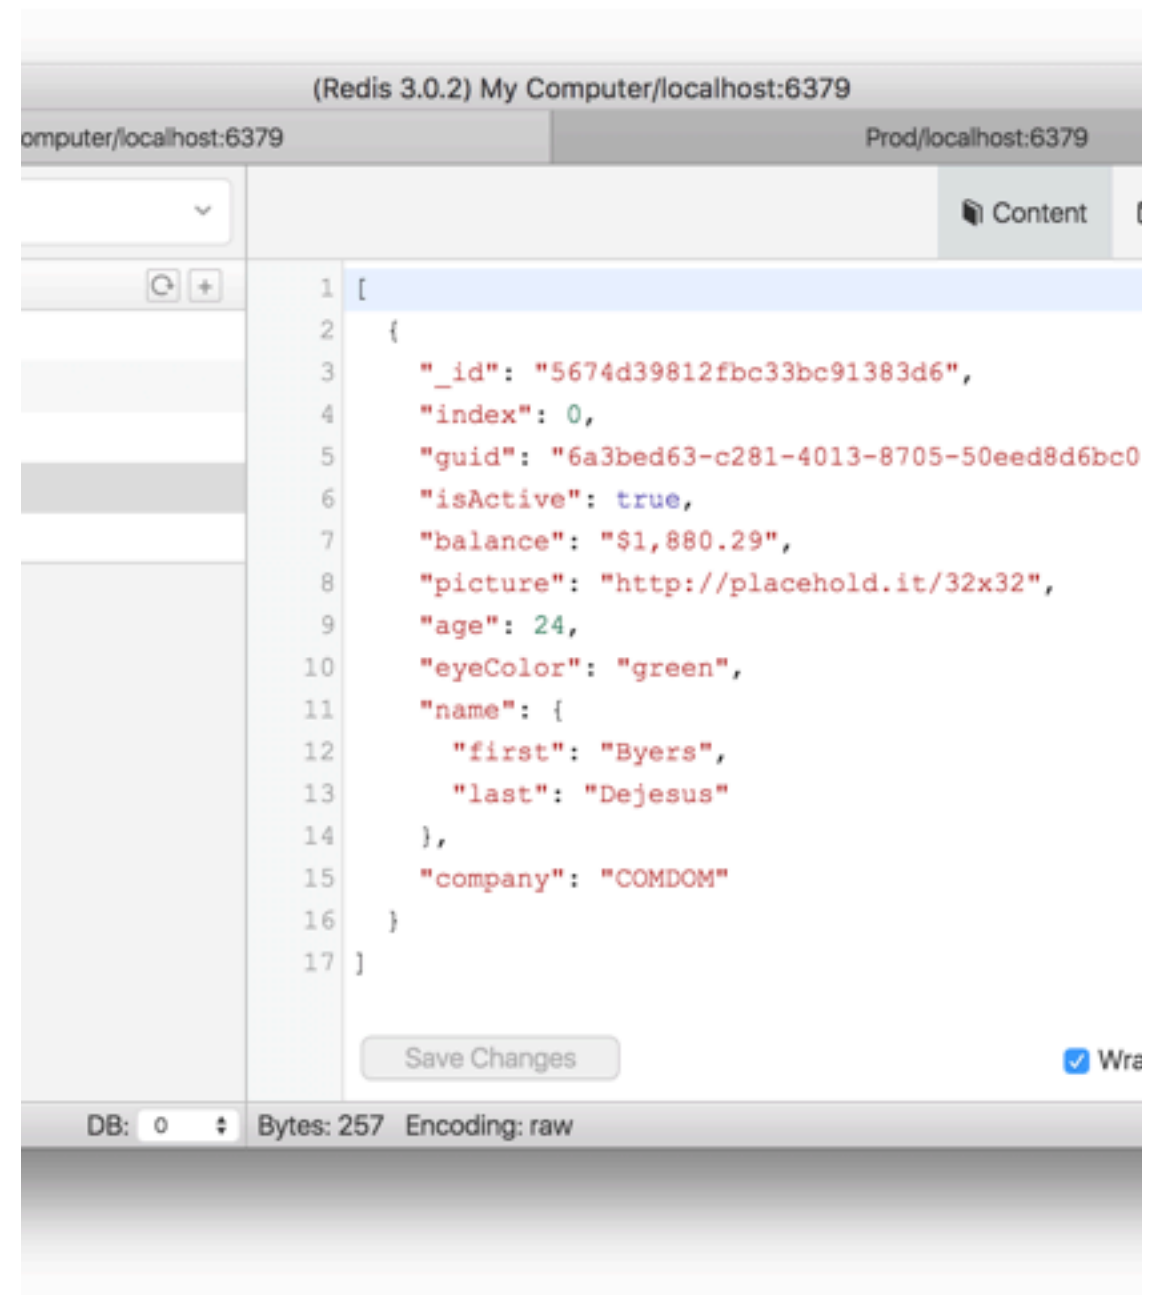 (Redis 3.0.2) My Computer/localhost:6379
omputer/localhost:6379 Prod/localhost:6379
Content
1 [
2 {
3 "_id": "5674d39812fbc33bc91383d6",
4 "index": 0,
5 "guid": "6a3bed63-c281-4013-8705-50eed8d6bc0
6 "isActive": true,
7 "balance": "$1,880.29",
8 "picture": "http://placehold.it/32x32",
9 "age": 24,
10 "eyeColor": "green",
11 "name": {
12 "first": "Byers",
13 "last": "Dejesus"
14 },
15 "company": "COMDOM"
16 }
17 ]
Save Changes Wra
DB: 0 Bytes: 257 Encoding: raw